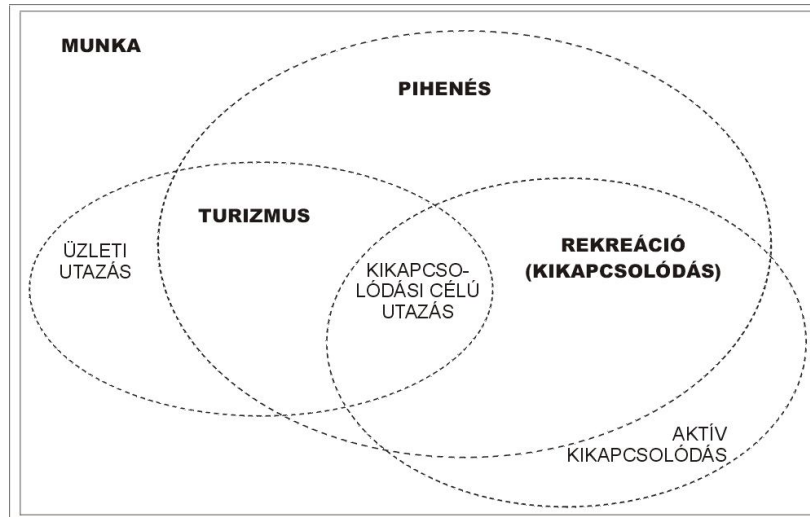 MUNKA
PIHENÉS
TURIZMUS
ÜZLETI
UTAZÁS
KIKAPCSO-
LÓDÁSI CÉLÚ
UTAZÁS
REKREÁCIÓ
(KIKAPCSOLÓDÁS)
AKTÍV
KIKAPCSOLÓDÁS